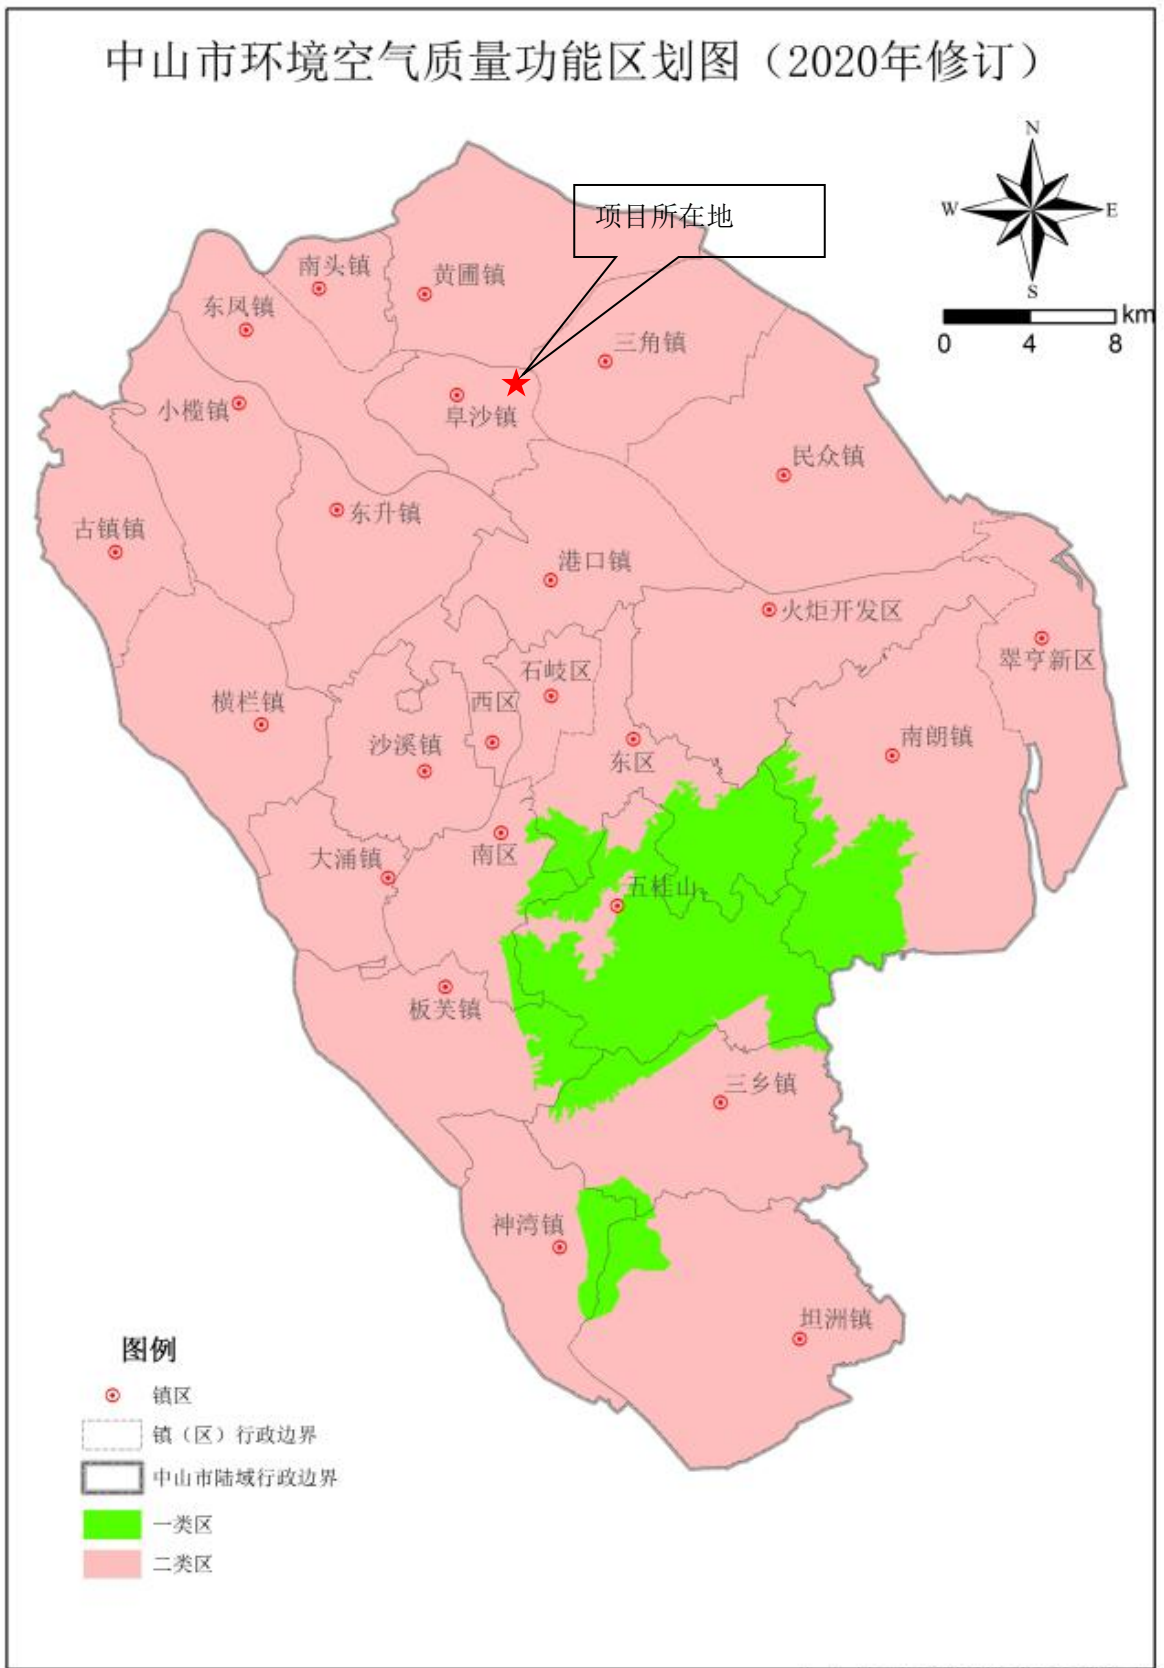 中山市环境空气质量功能区划图（2020年修订）
N
W
E
S
km
0 4 8
项目所在地
南头镇
黄圃镇
东凤镇
三角镇
小榄镇
阜沙镇
民众镇
古镇镇
东升镇
港口镇
火炬开发区
翠亨新区
石岐区
横栏镇
西区
沙溪镇
东区
南朗镇
大涌镇
南区
五桂山
板芙镇
三乡镇
神湾镇
坦洲镇
图例
镇区
镇（区）行政边界
中山市陆域行政边界
一类区
二类区